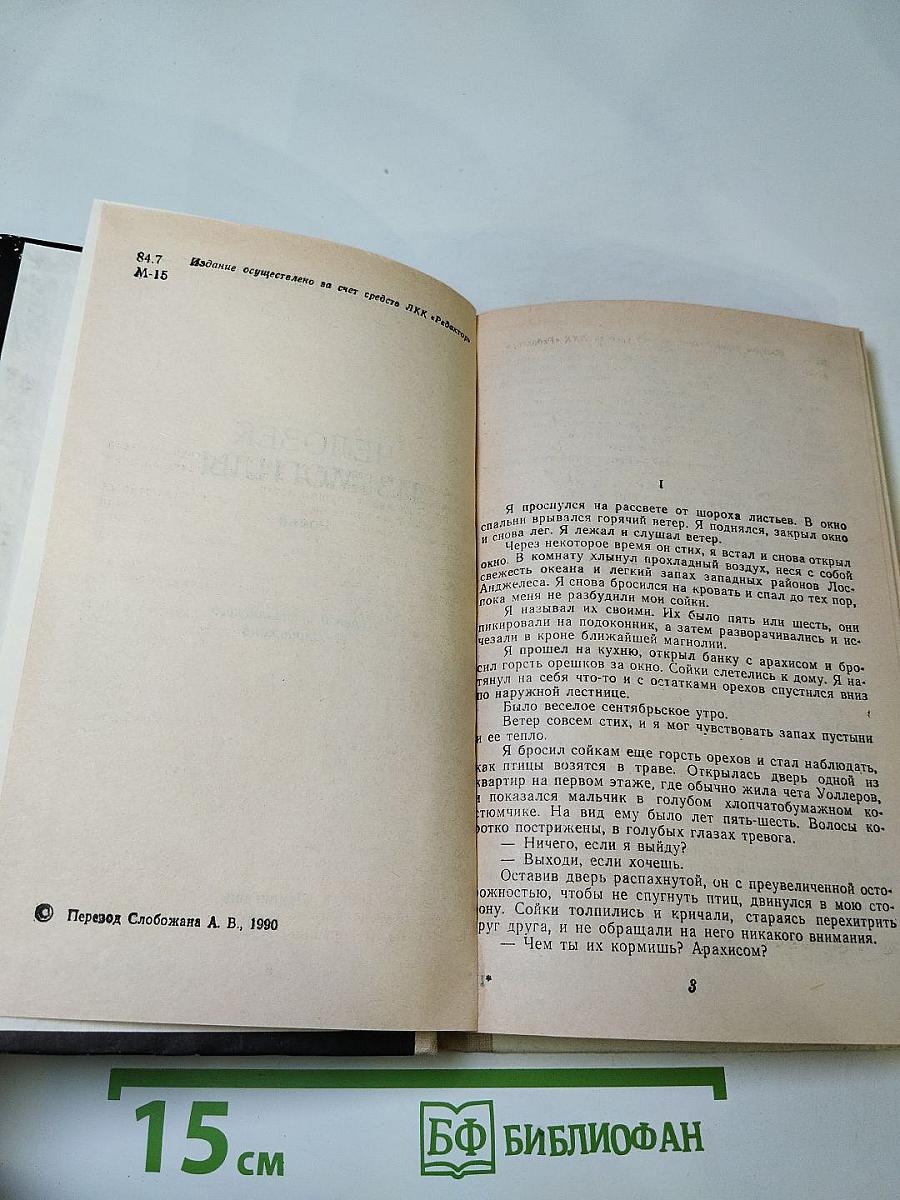 84.7
М-15
Издание осуществлено за счет средств ЛКК «Редактор»
ЧЕЛОВЕК
© Перевод Слобожана А. В., 1990
I
Я проснулся на рассвете от шороха листьев. В окно
спальни врывался горячий ветер. Я поднялся, закрыл окно
и снова лег. Я лежал и слушал ветер.
Через некоторое время он стих, я встал и снова открыл
окно. В комнату хлынул прохладный воздух, неся с собой
свежесть океана и легкий запах западных районов Лос-
Анджелеса. Я снова бросился на кровать и спал до тех пор,
пока меня не разбудили мои сойки.
Я называл их своими. Их было пять или шесть, они
пикировали на подоконник, а затем разворачивались и ис-
чезали в кроне ближайшей магнолии.
Я прошел на кухню, открыл банку с арахисом и бро-
сил горсть орешков за окно. Сойки слетелись к дому. Я на-
тянул на себя что-то и с остатками орехов спустился вниз
по наружной лестнице.
Было веселое сентябрьское утро.
Ветер совсем стих, и я мог чувствовать запах пустыни
и ее тепло.
Я бросил сойкам еще горсть орехов и стал наблюдать,
как птицы возятся в траве. Открылась дверь одной из
квартир на первом этаже, где обычно жила чета Уоллеров,
и показался мальчик в голубом хлопчатобумажном ко-
стюмчике. На вид ему было лет пять-шесть. Волосы ко-
ротко пострижены, в голубых глазах тревога.
— Ничего, если я выйду?
— Выходи, если хочешь.
Оставив дверь распахнутой, он с преувеличенной осто-
рожностью, чтобы не спугнуть птиц, двинулся в мою сто-
рону. Сойки толпились и кричали, стараясь перехитрить
друг друга, и не обращали на него никакого внимания.
— Чем ты их кормишь? Арахисом?
1*
3
15 см
БФ БИБЛИОФАН